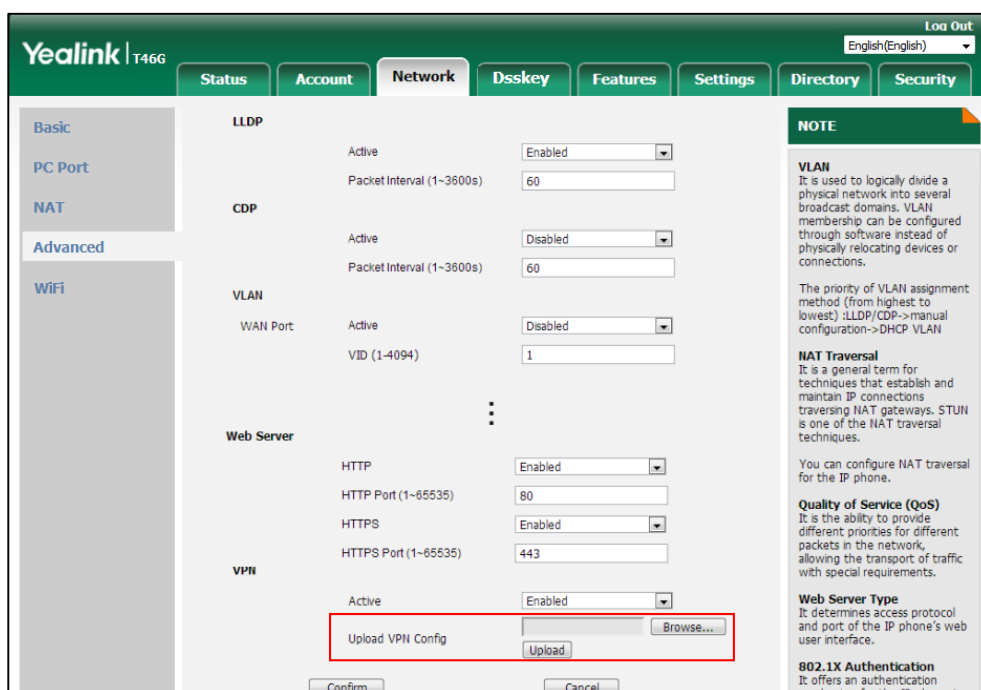 Log Out
Yealink | T46G
English(English)
Status Account Network Dsskey Features Settings Directory Security
Basic
PC Port
NAT
Advanced
WiFi
LLDP
Active Enabled
Packet Interval (1~3600s) 60
CDP
Active Disabled
Packet Interval (1~3600s) 60
VLAN
WAN Port Active Disabled
VID (1-4094) 1
Web Server
HTTP Enabled
HTTP Port (1~65535) 80
HTTPS Enabled
HTTPS Port (1~65535) 443
VPN
Active Enabled
Upload VPN Config Browse...
Upload
Confirm Cancel
NOTE
VLAN
It is used to logically divide a
physical network into several
broadcast domains. VLAN
membership can be configured
through software instead of
physically relocating devices or
connections.
The priority of VLAN assignment
method (from highest to
lowest) :LLDP/CDP->manual
configuration->DHCP VLAN
NAT Traversal
It is a general term for
techniques that establish and
maintain IP connections
traversing NAT gateways. STUN
is one of the NAT traversal
techniques.
You can configure NAT traversal
for the IP phone.
Quality of Service (QoS)
It is the ability to provide
different priorities for different
packets in the network,
allowing the transport of traffic
with special requirements.
Web Server Type
It determines access protocol
and port of the IP phone's web
user interface.
802.1X Authentication
It offers an authentication